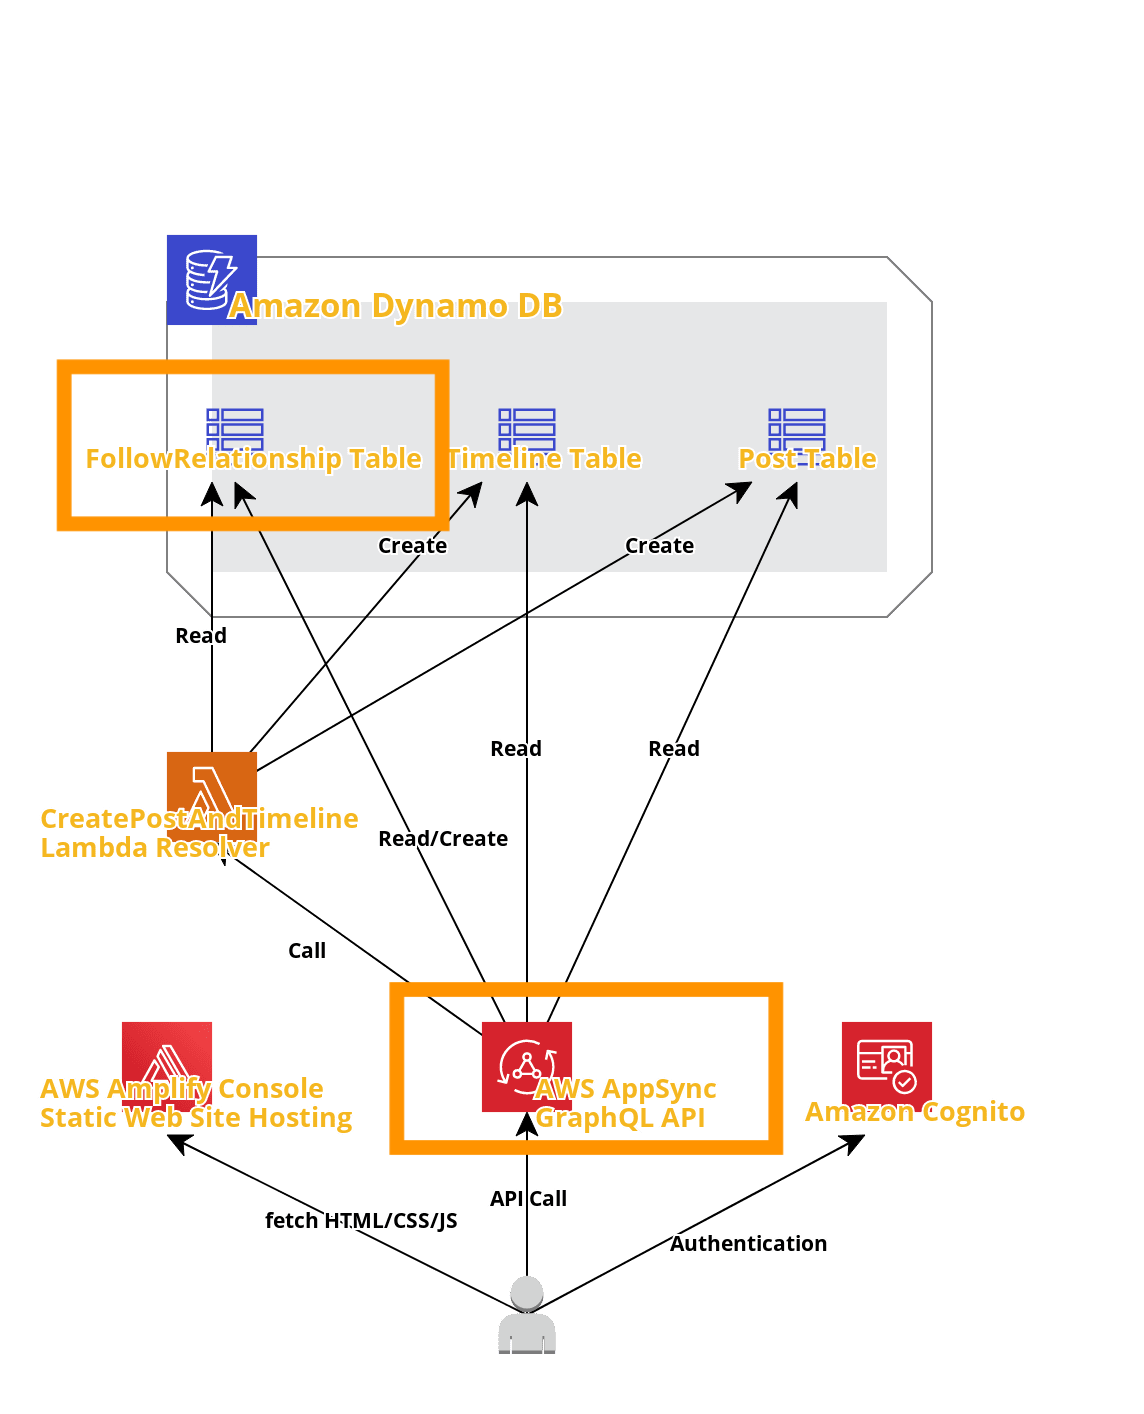 Amazon Dynamo DB
FollowRelationship Table
Timeline Table
Post Table
Create
Create
Read
Read
Read
CreatePostAndTimeline
Lambda Resolver
Read/Create
Call
AWS Amplify Console
Static Web Site Hosting
AWS AppSync
GraphQL API
Amazon Cognito
API Call
fetch HTML/CSS/JS
Authentication